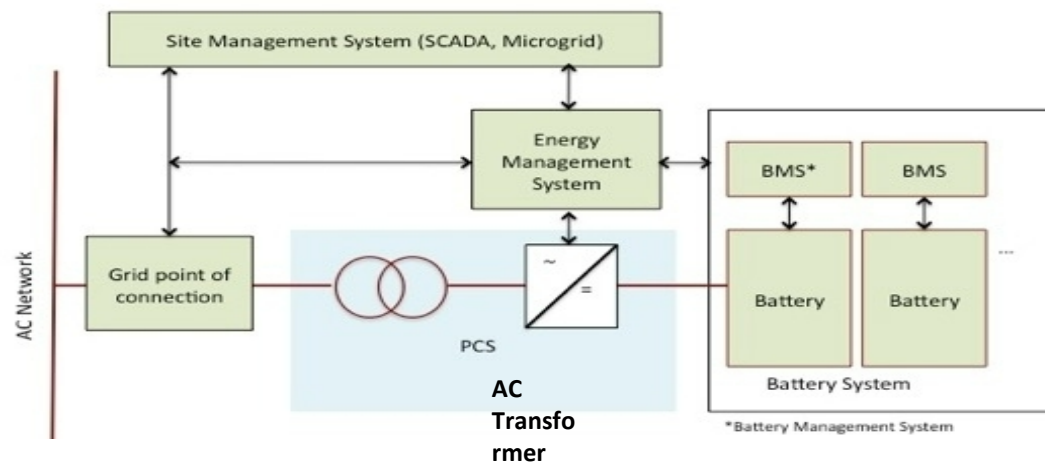 Site Management System (SCADA, Microgrid)
Energy
Management
System
BMS*
BMS
AC Network
Grid point of
connection
~
=
PCS
Battery
Battery
...
Battery System
AC
Transfo
rmer
*Battery Management System